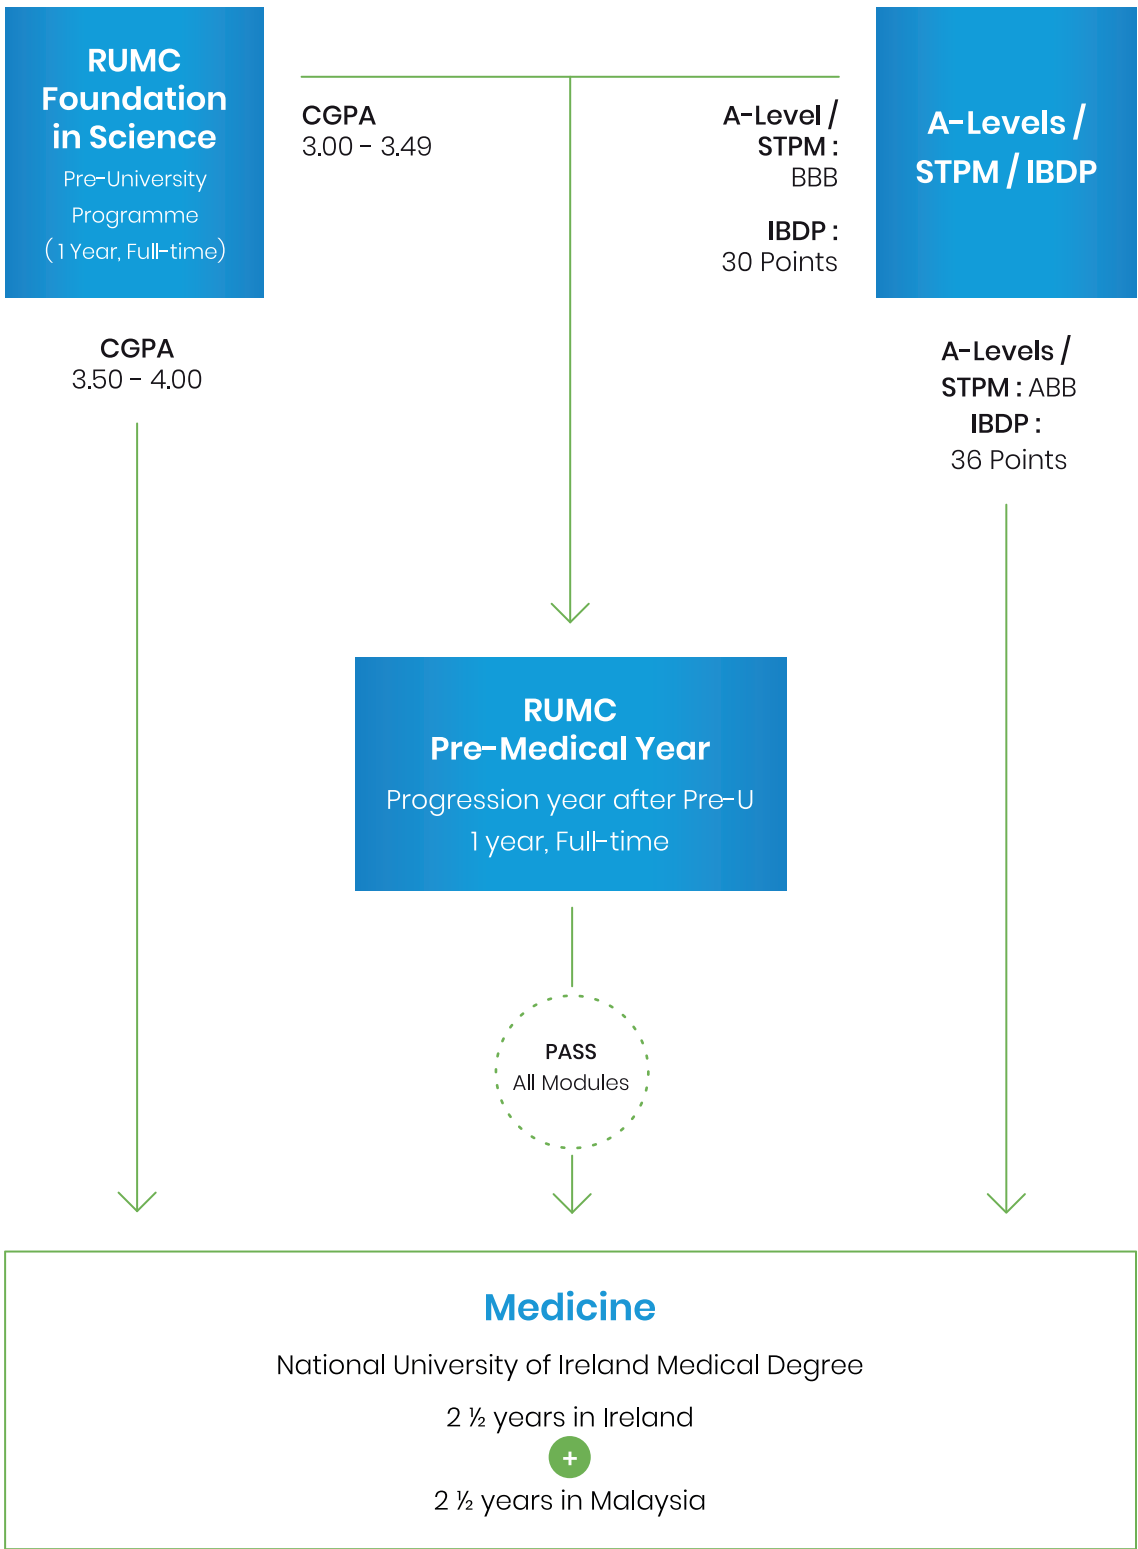 RUMC
Foundation
in Science
Pre-University
Programme
( 1 Year, Full-time)
CGPA
3.00 - 3.49
A-Level /
STPM :
BBB
IBDP :
30 Points
A-Levels /
STPM / IBDP
CGPA
3.50 - 4.00
A-Levels /
STPM : ABB
IBDP :
36 Points
RUMC
Pre-Medical Year
Progression year after Pre-U
1 year, Full-time
PASS
All Modules
Medicine
National University of Ireland Medical Degree
2 ½ years in Ireland
+
2 ½ years in Malaysia